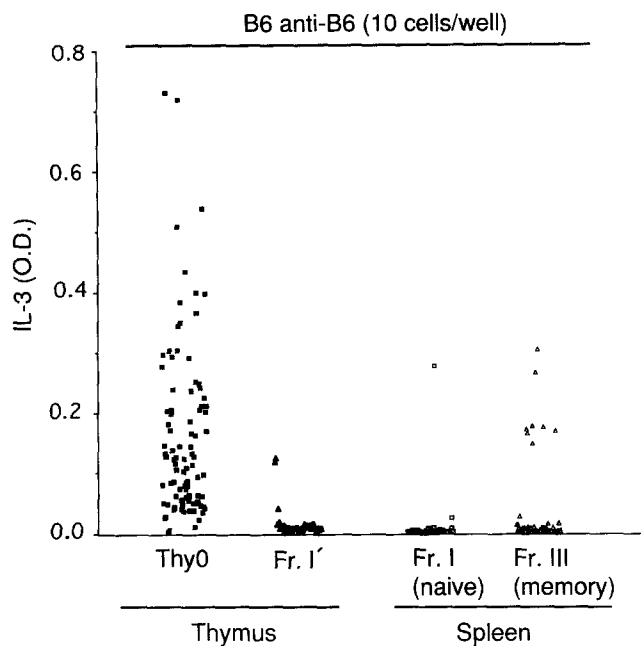 B6 anti-B6 (10 cells/well)
IL-3 (O.D.)
0.8
0.6
0.4
0.2
0.0
Thy0 Fr. I´ Fr. I Fr. III
(naive) (memory)
Thymus Spleen